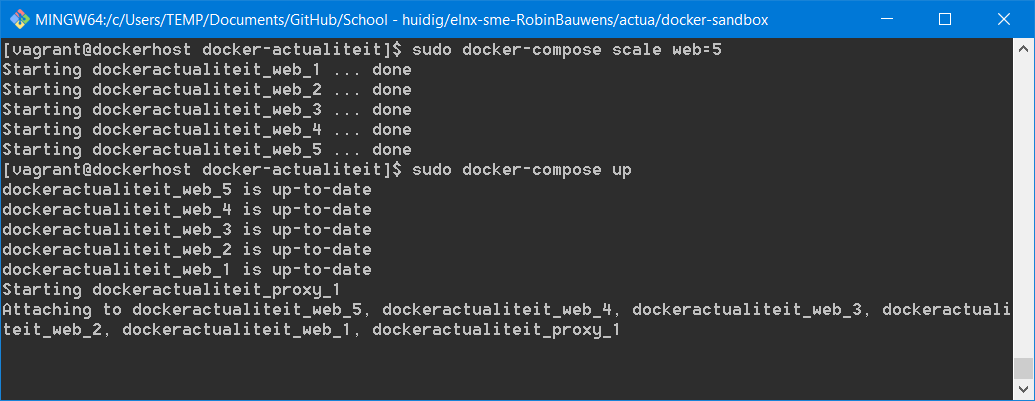 MINGW64:/c/Users/TEMP/Documents/GitHub/School - huidig/elnx-sme-RobinBauwens/actua/docker-sandbox
[vagrant@dockerhost docker-actualiteit]$ sudo docker-compose scale web=5
Starting dockeractualiteit_web_1 ... done
Starting dockeractualiteit_web_2 ... done
Starting dockeractualiteit_web_3 ... done
Starting dockeractualiteit_web_4 ... done
Starting dockeractualiteit_web_5 ... done
[vagrant@dockerhost docker-actualiteit]$ sudo docker-compose up
dockeractualiteit_web_5 is up-to-date
dockeractualiteit_web_4 is up-to-date
dockeractualiteit_web_3 is up-to-date
dockeractualiteit_web_2 is up-to-date
dockeractualiteit_web_1 is up-to-date
Starting dockeractualiteit_proxy_1
Attaching to dockeractualiteit_web_5, dockeractualiteit_web_4, dockeractualiteit_web_3, dockeractuali
teit_web_2, dockeractualiteit_web_1, dockeractualiteit_proxy_1